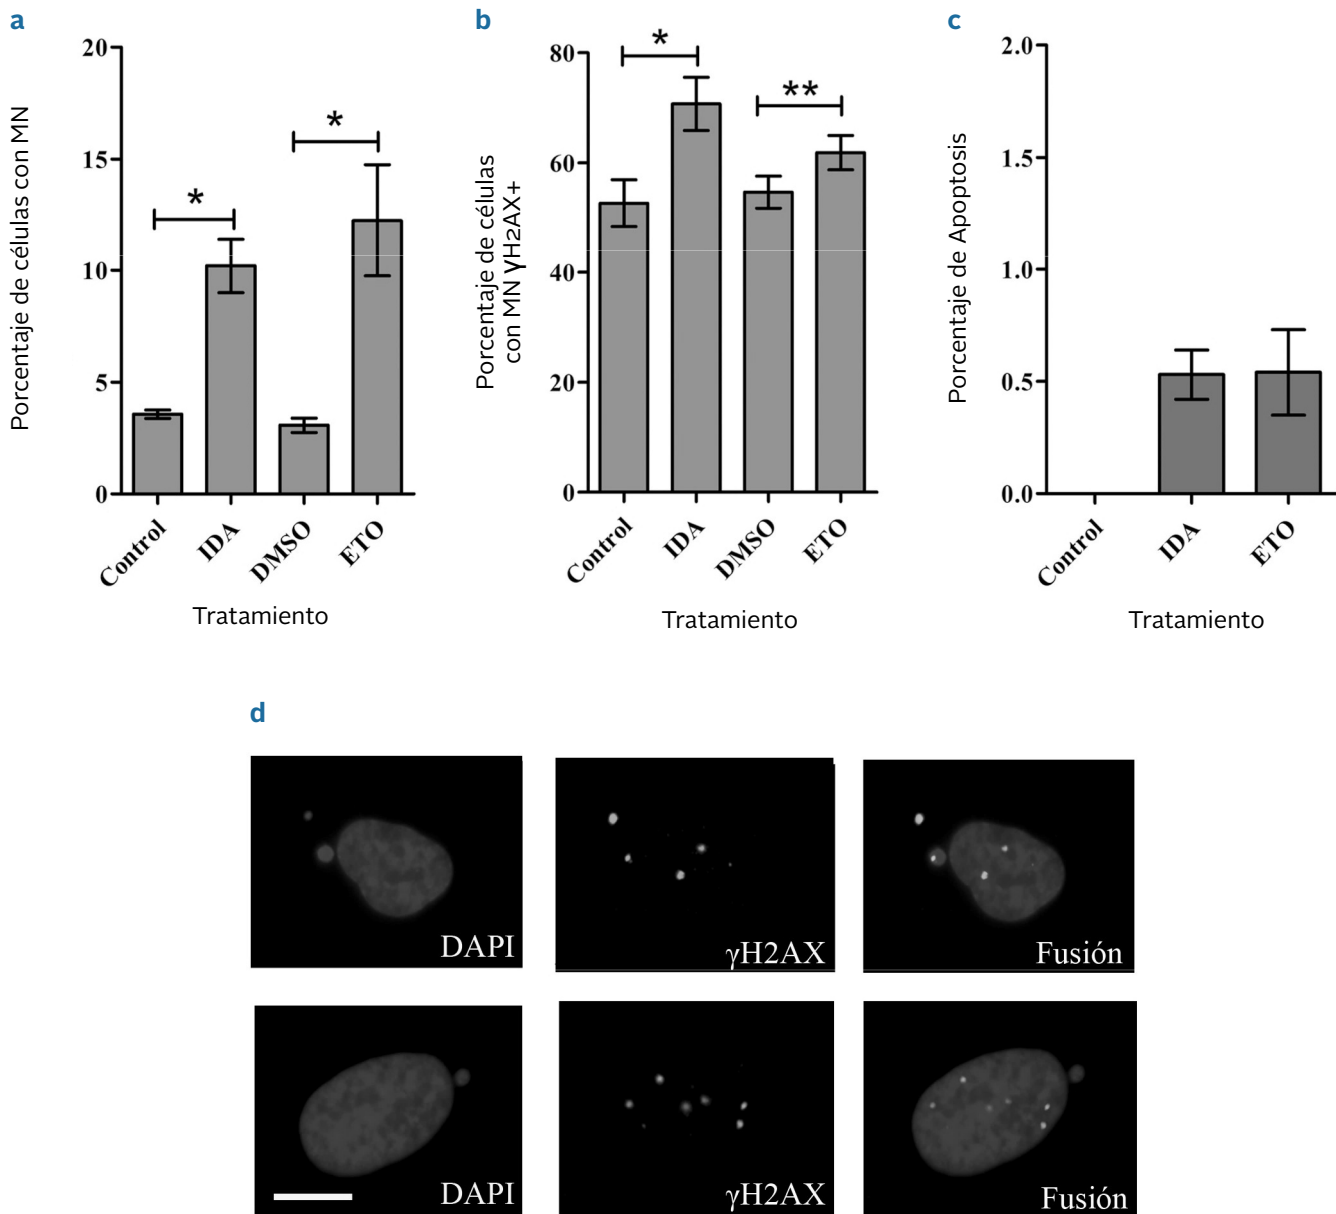 a
20
15
10
5
0
Porcentaje de células con MN
*
*
Control
IDA
DMSO
ETO
Tratamiento
b
80
60
40
20
0
Porcentaje de células
con MN γH2AX+
*
**
Control
IDA
DMSO
ETO
Tratamiento
c
2.0
1.5
1.0
0.5
0.0
Porcentaje de Apoptosis
Control
IDA
ETO
Tratamiento
d
DAPI
γH2AX
Fusión
DAPI
γH2AX
Fusión